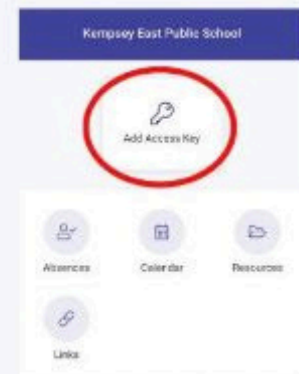 Kempsey East Public School
Add Access Key
Absences Calendar Resources
Links